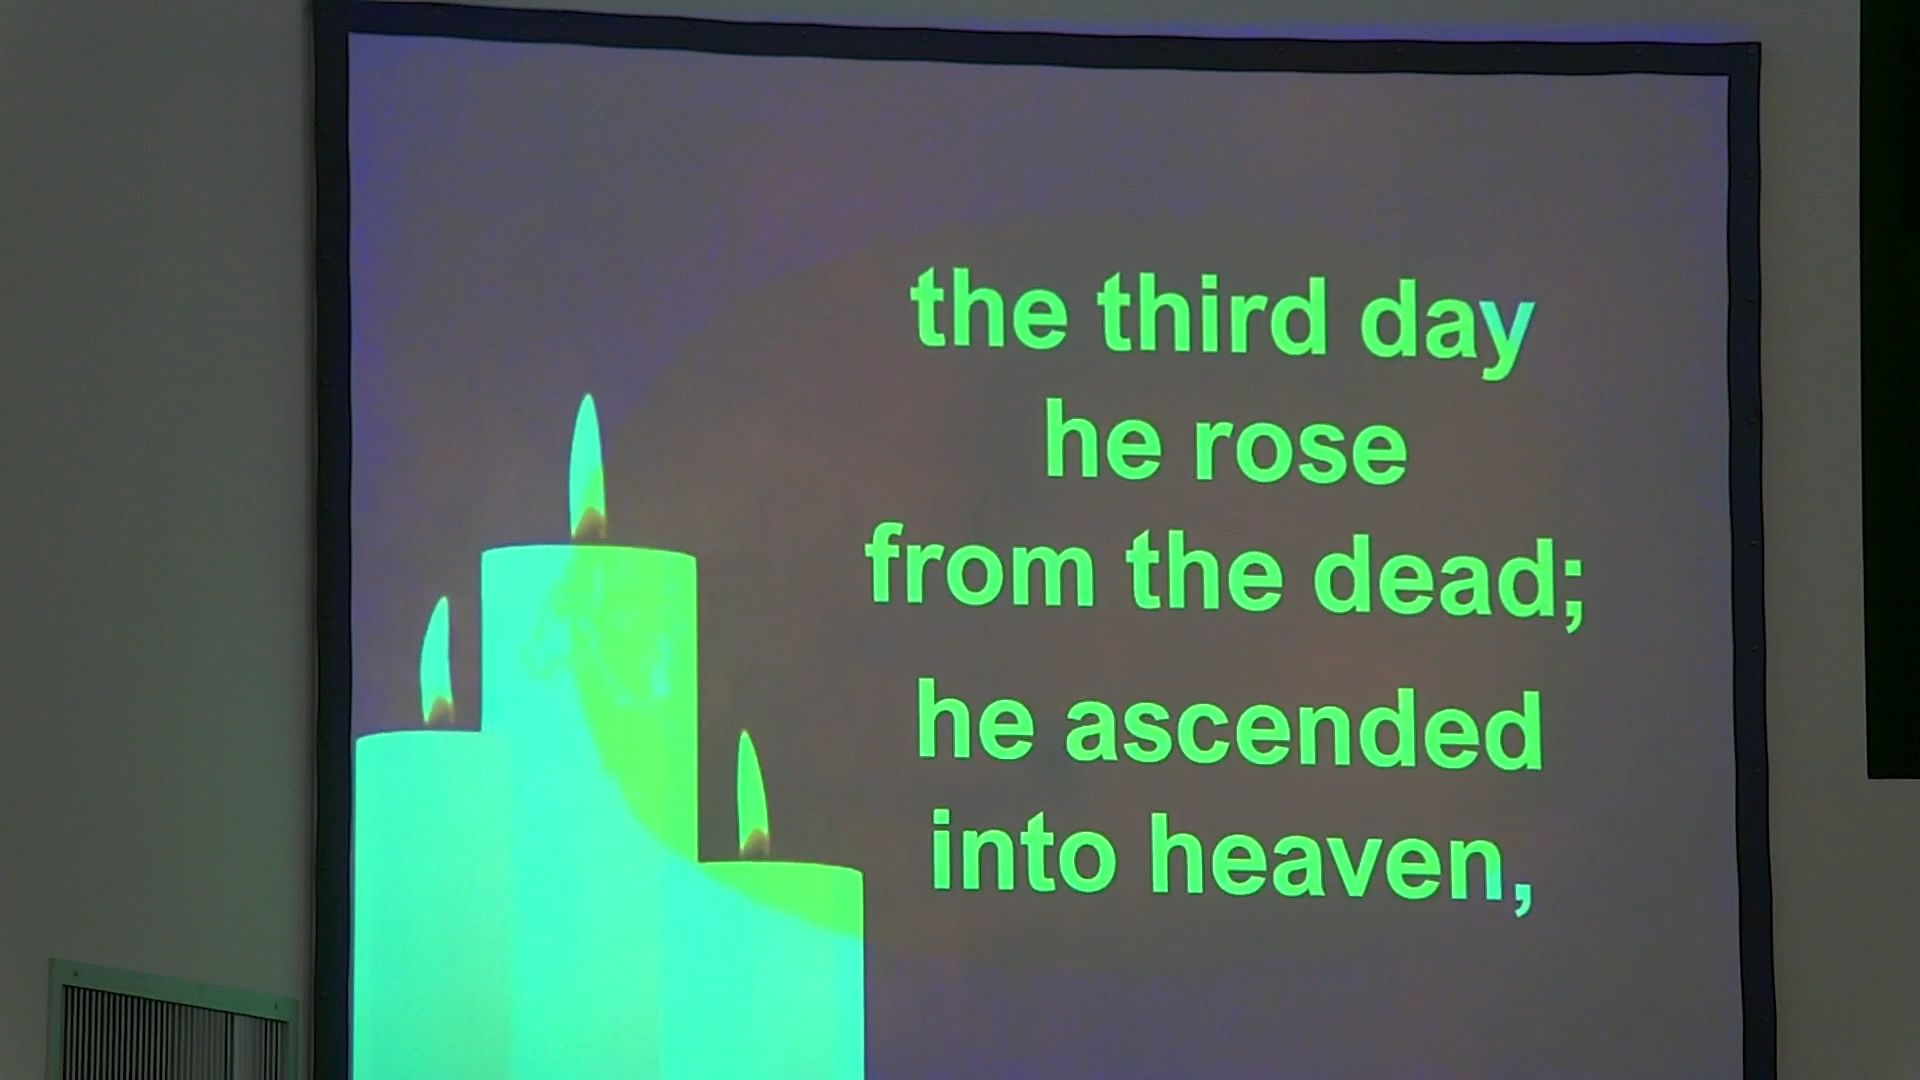 the third day
he rose
from the dead;
he ascended
into heaven,